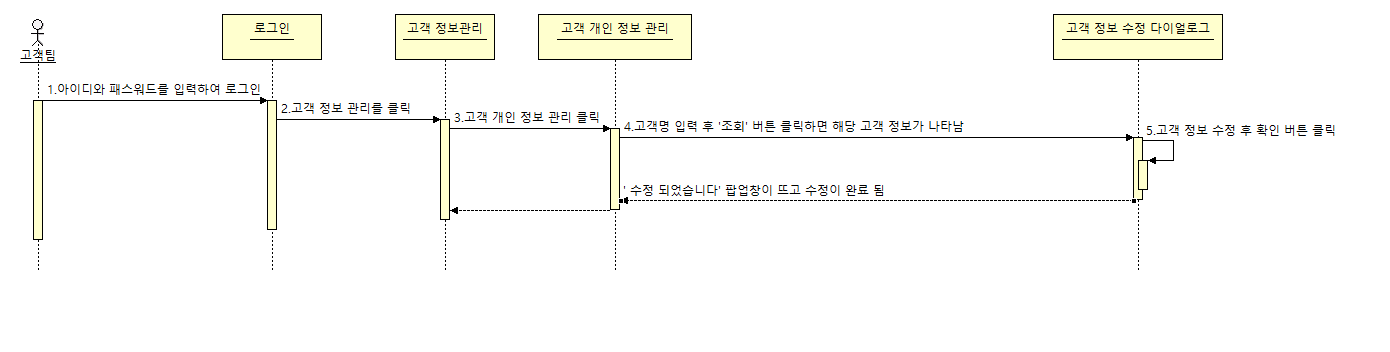 고객팀
로그인
고객 정보관리
고객 개인 정보 관리
고객 정보 수정 다이얼로그
1.아이디와 패스워드를 입력하여 로그인
2.고객 정보 관리를 클릭
3.고객 개인 정보 관리 클릭
4.고객명 입력 후 '조회' 버튼 클릭하면 해당 고객 정보가 나타남
5.고객 정보 수정 후 확인 버튼 클릭
' 수정 되었습니다' 팝업창이 뜨고 수정이 완료 됨